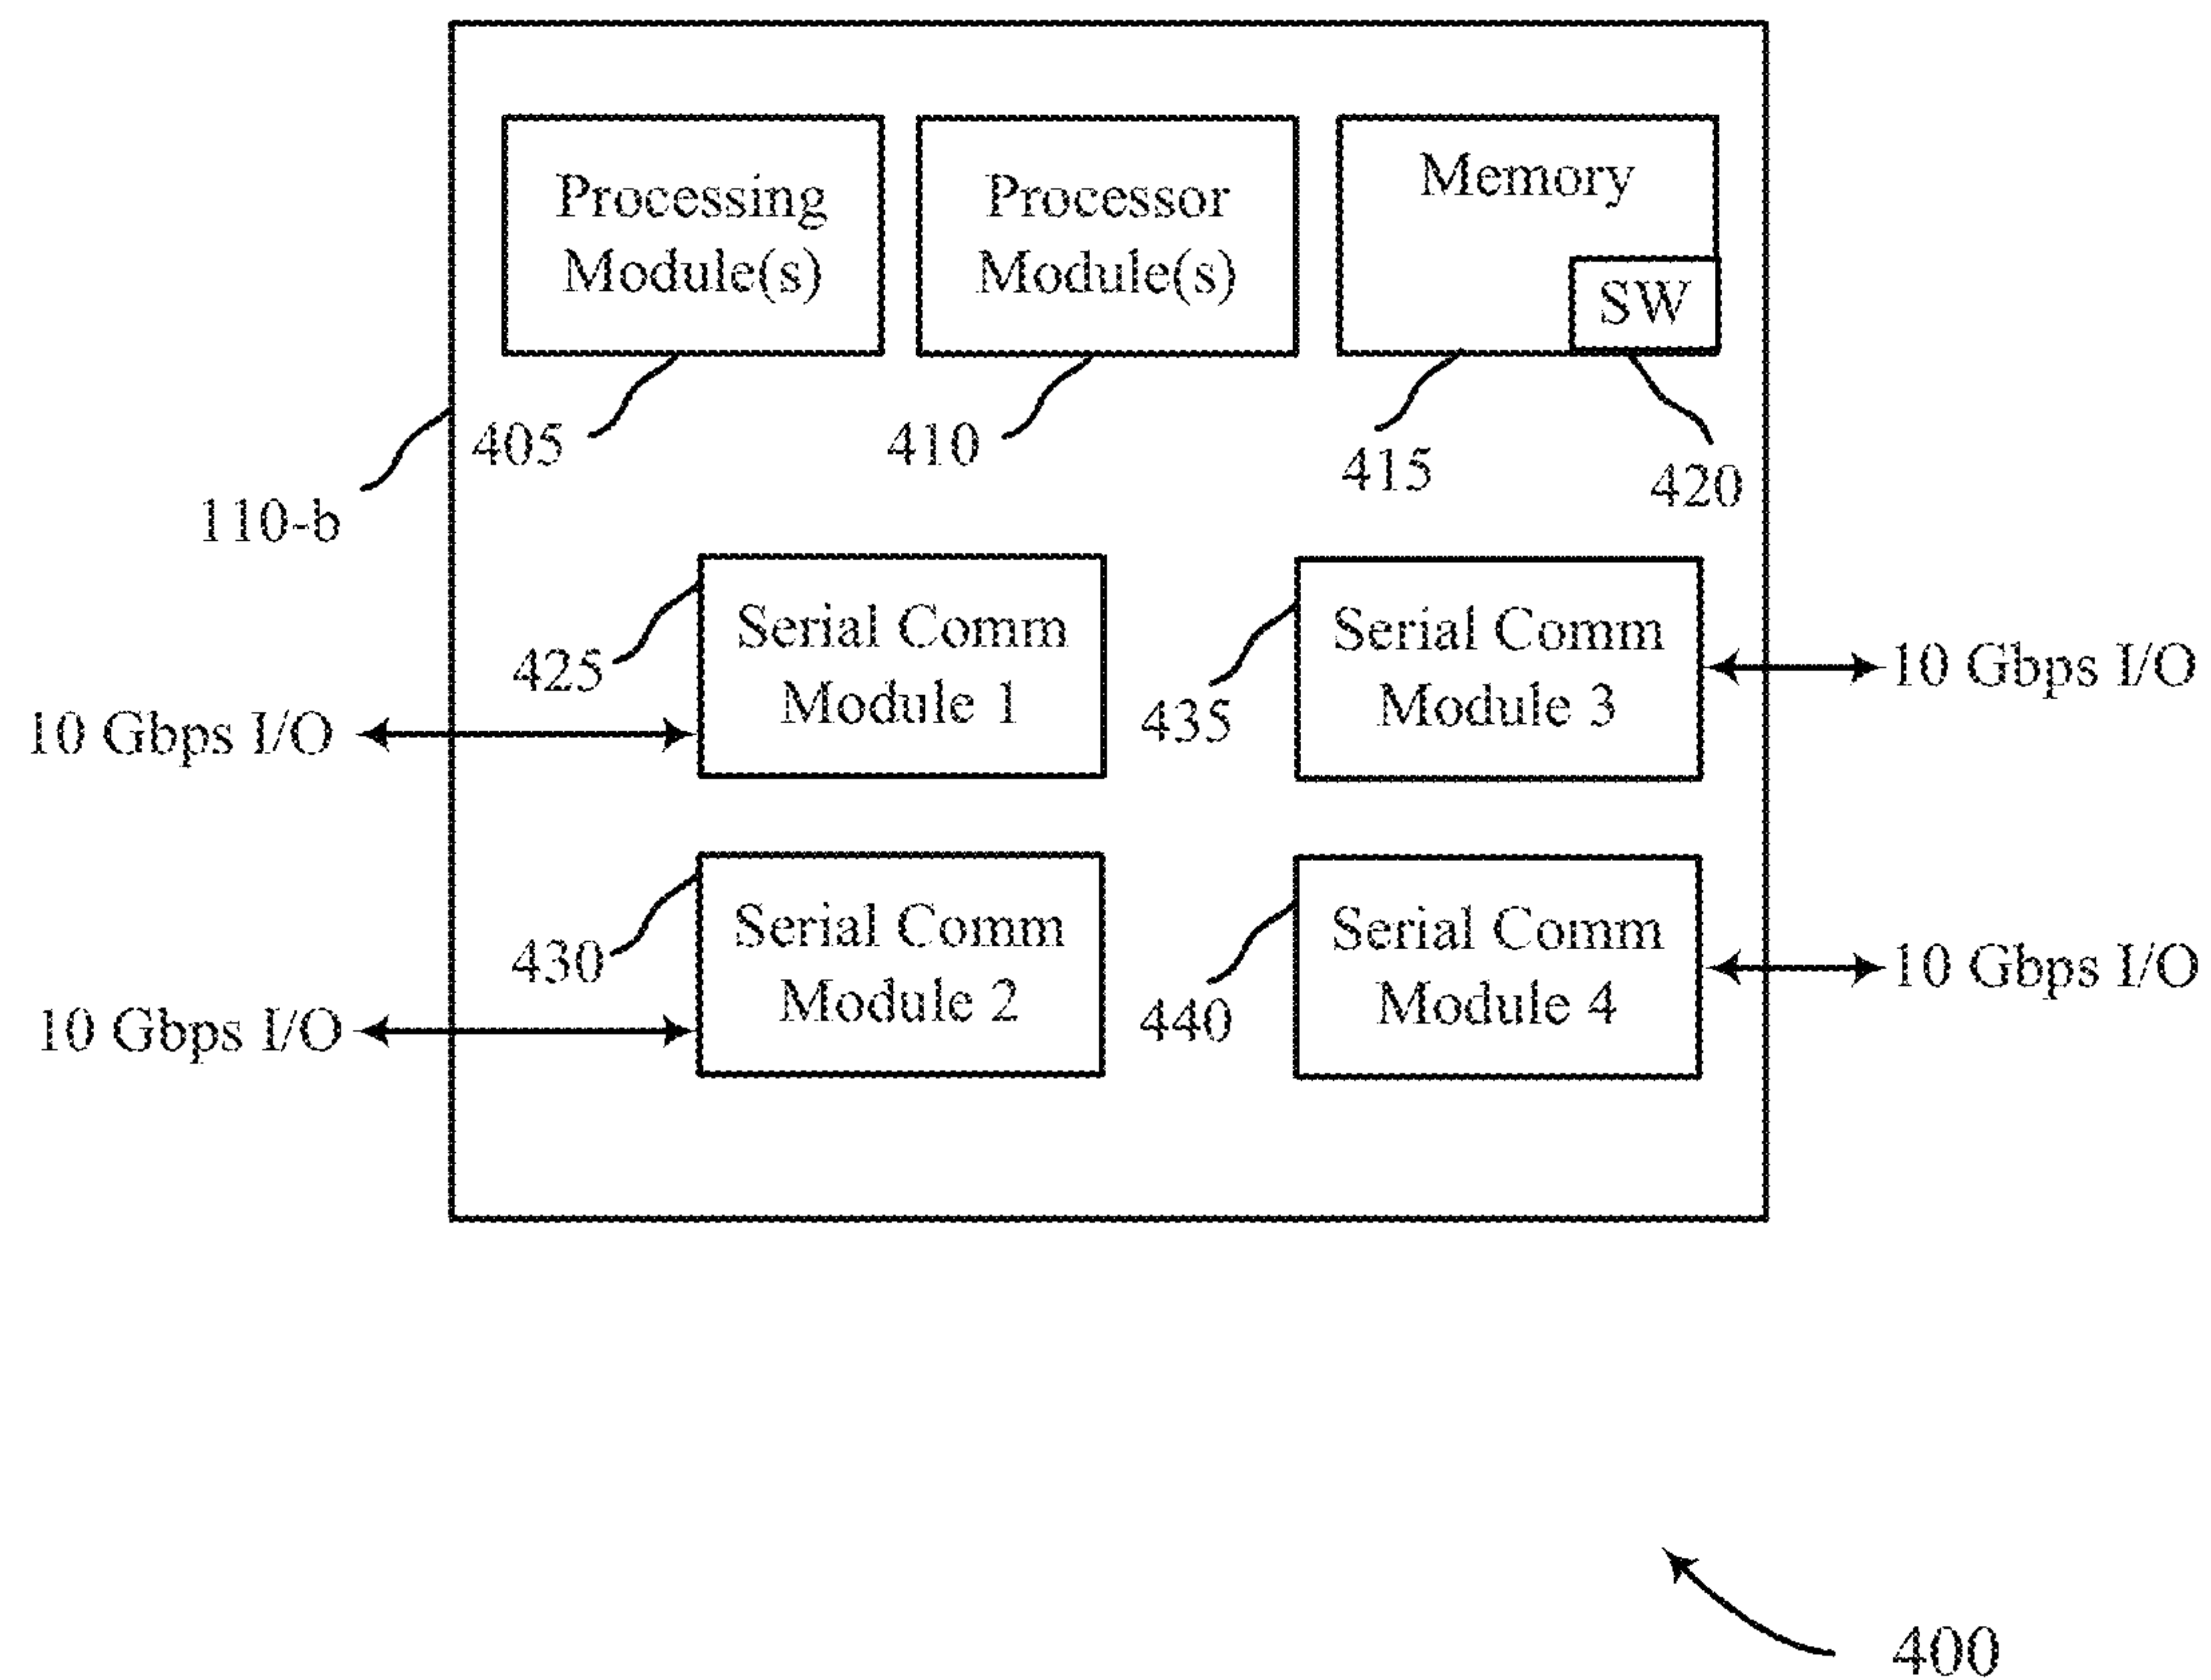 Processing
Module(s)
Processor
Module(s)
Memory
SW
405
410
415
420
110-b
Serial Comm
Module 1
425
10 Gbps I/O
Serial Comm
Module 3
435
10 Gbps I/O
Serial Comm
Module 2
430
10 Gbps I/O
Serial Comm
Module 4
440
10 Gbps I/O
400